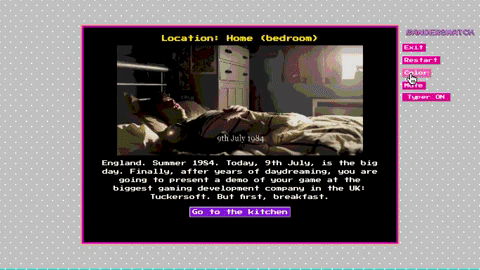 BANDERSNATCH
Location: Home (bedroom)
Exit
Restart
Color
Mute
Typer ON
9th July 1984
England. Summer 1984. Today, 9th July, is the big
day. Finally, after years of daydreaming, you are
going to present a demo of your game at the
biggest gaming development company in the UK:
Tuckersoft. But first, breakfast.
Go to the kitchen